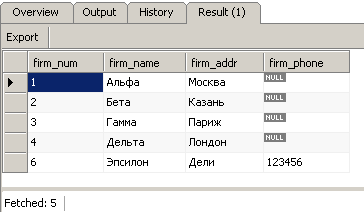 Overview Output History Result (1)
Export
firm_num firm_name firm_addr firm_phone
1 Альфа Москва NULL
2 Бета Казань NULL
3 Гамма Париж NULL
4 Дельта Лондон NULL
6 Эпсилон Дели 123456
Fetched: 5